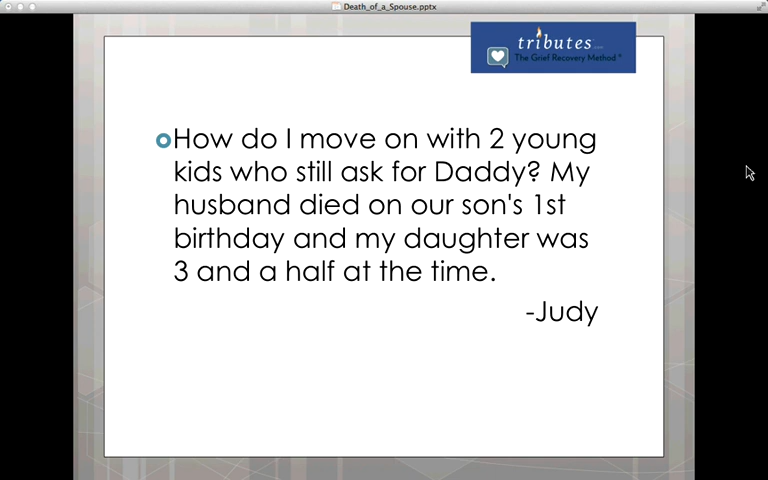 Death_of_a_Spouse.pptx
tributes.com
The Grief Recovery Method®
How do I move on with 2 young
kids who still ask for Daddy? My
husband died on our son's 1st
birthday and my daughter was
3 and a half at the time.
-Judy